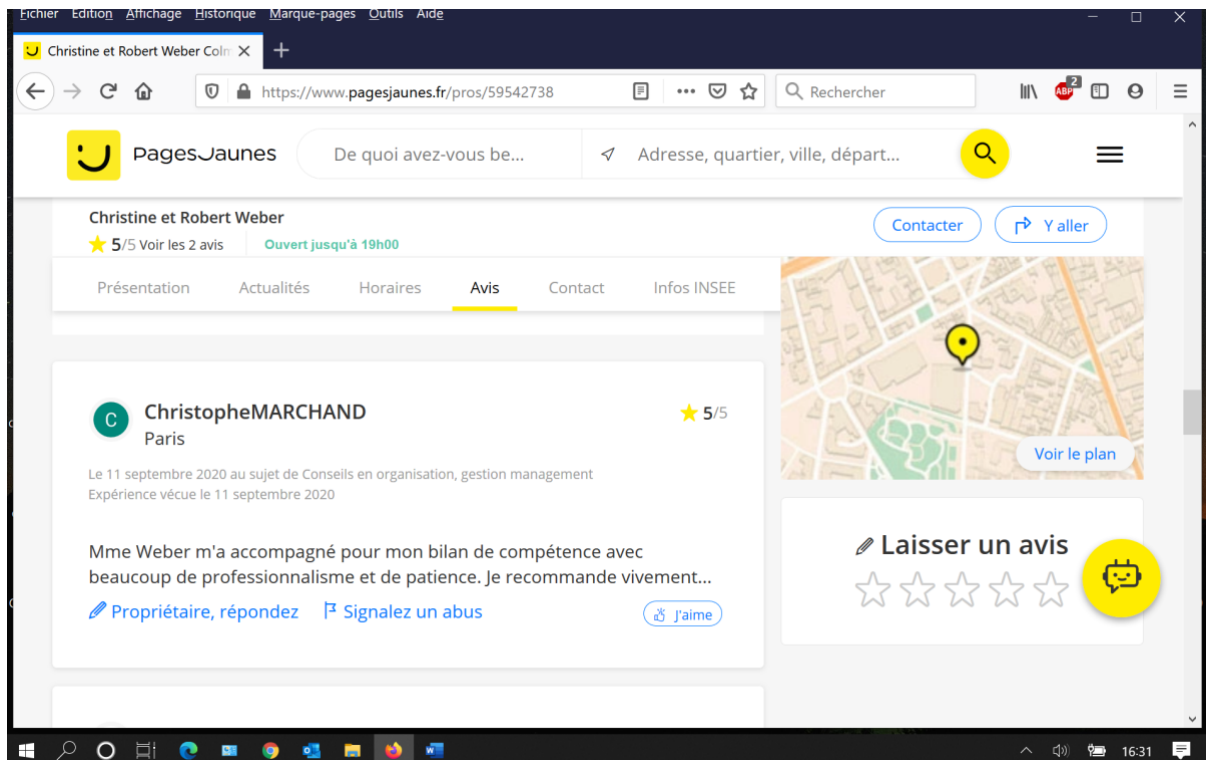 Fichier Edition Affichage Historique Marque-pages Outils Aide
Christine et Robert Weber Colm
https://www.pagesjaunes.fr/pros/59542738
Rechercher
ABP
2
PagesJaunes
De quoi avez-vous be...
Adresse, quartier, ville, départ...
Christine et Robert Weber
5/5 Voir les 2 avis
Ouvert jusqu'à 19h00
Contacter
Y aller
Présentation
Actualités
Horaires
Avis
Contact
Infos INSEE
C
ChristopheMARCHAND
5/5
Paris
Le 11 septembre 2020 au sujet de Conseils en organisation, gestion management
Expérience vécue le 11 septembre 2020
Mme Weber m'a accompagné pour mon bilan de compétence avec
beaucoup de professionnalisme et de patience. Je recommande vivement...
Propriétaire, répondez
Signalez un abus
J'aime
Voir le plan
Laisser un avis
16:31